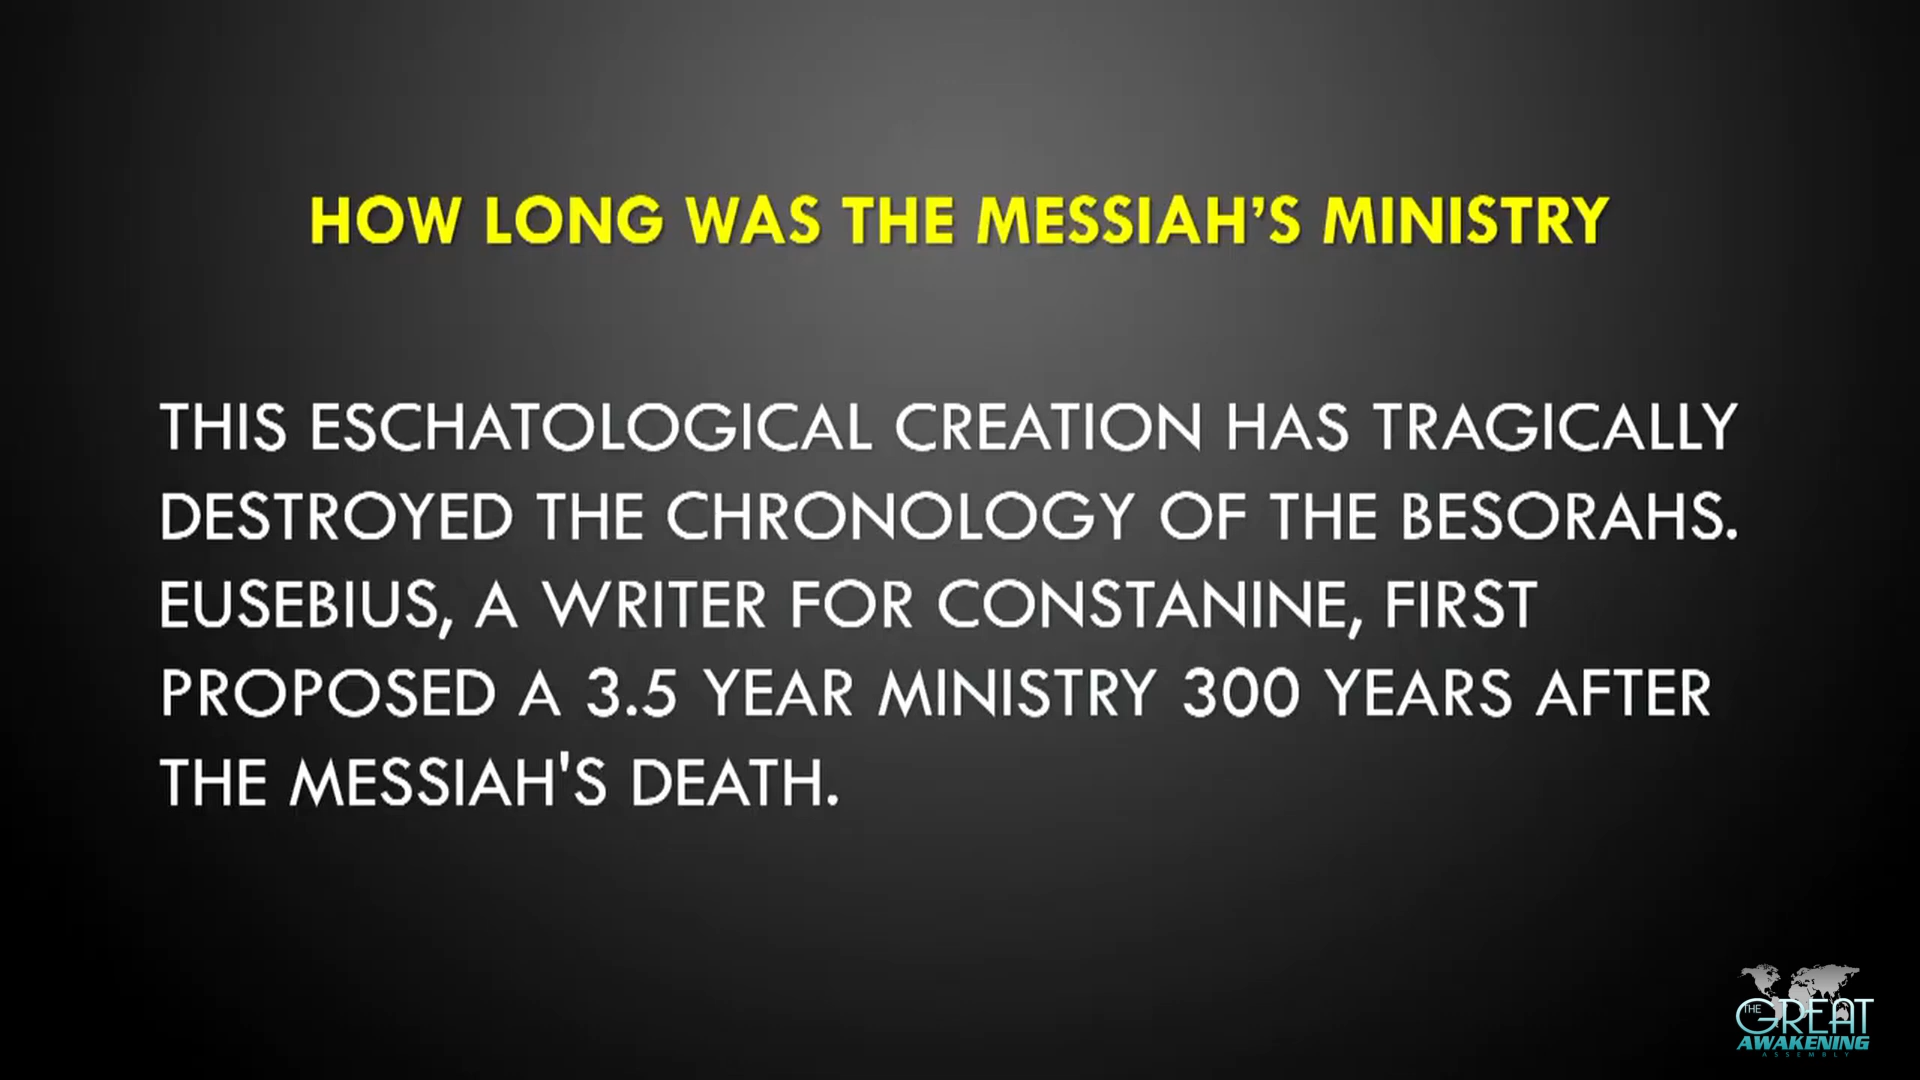 HOW LONG WAS THE MESSIAH’S MINISTRY
THIS ESCHATOLOGICAL CREATION HAS TRAGICALLY
DESTROYED THE CHRONOLOGY OF THE BESORAHS.
EUSEBIUS, A WRITER FOR CONSTANINE, FIRST
PROPOSED A 3.5 YEAR MINISTRY 300 YEARS AFTER
THE MESSIAH'S DEATH.
THE GREAT
AWAKENING
ASSEMBLY